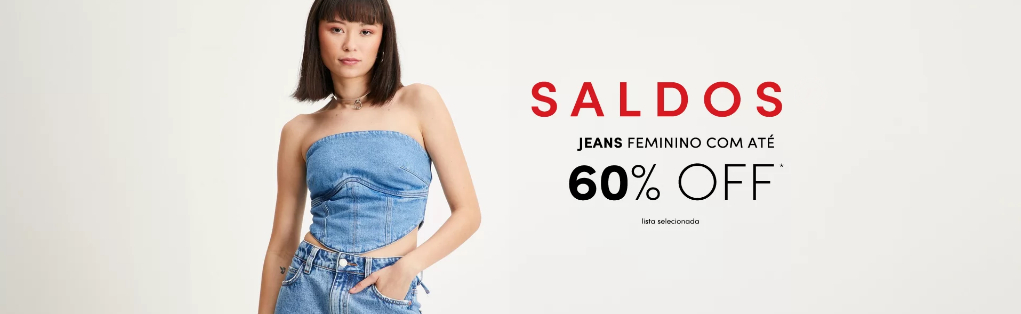 SALDOS
JEANS FEMININO COM ATÉ
60% OFF*
lista selecionada